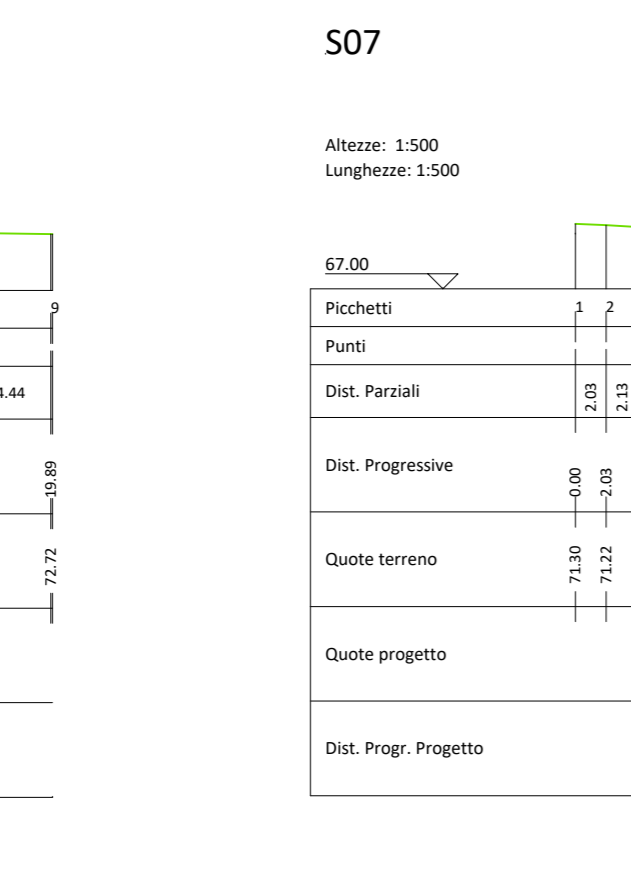 9
19.89
72.72
S07
Altezze: 1:500
Lunghezze: 1:500
67.00
Picchetti 1 2
Punti
Dist. Parziali 2.03 2.13
Dist. Progressive 0.00 2.03
Quote terreno 71.30 71.22
Quote progetto
Dist. Progr. Progetto